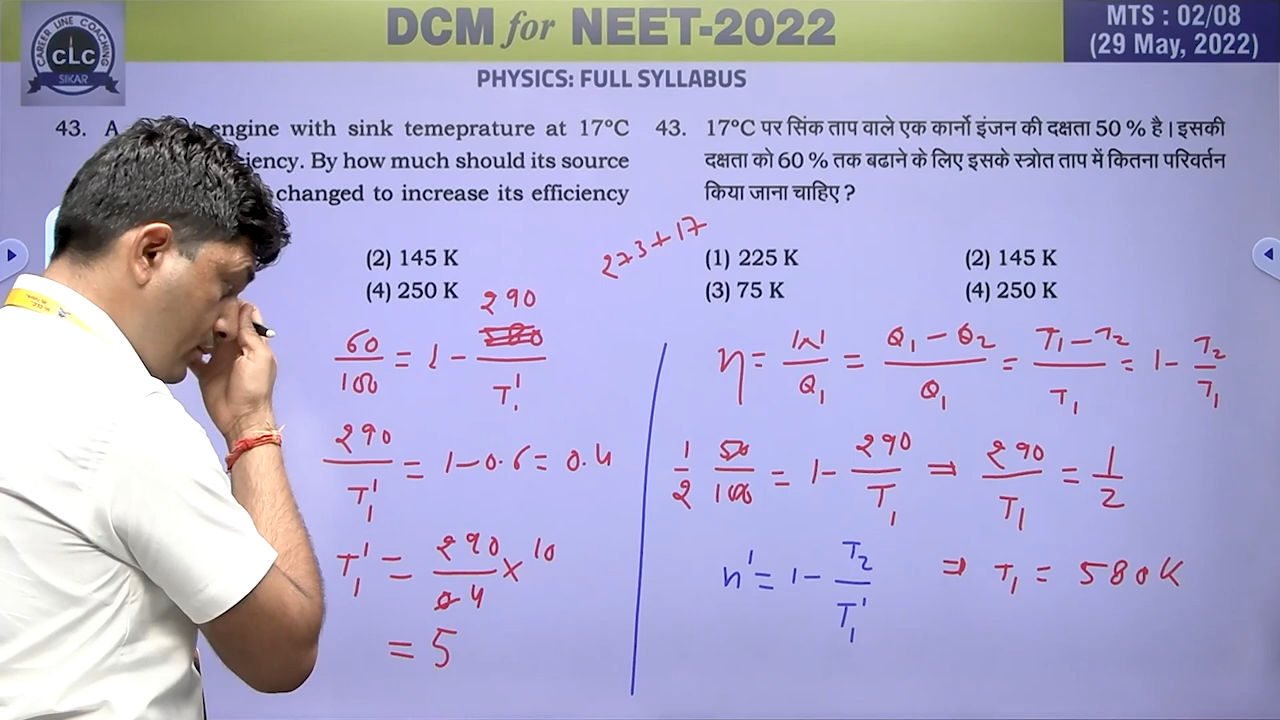 DCM for NEET-2022
MTS : 02/08
(29 May, 2022)
CAREER LINE COACHING
CLC
SIKAR
PHYSICS: FULL SYLLABUS
43. A engine with sink temeprature at 17°C
iency. By how much should its source
changed to increase its efficiency
(2) 145 K
(4) 250 K
43. 17°C पर सिंक ताप वाले एक कार्नो इंजन की दक्षता 50 % है। इसकी
दक्षता को 60 % तक बढाने के लिए इसके स्त्रोत ताप में कितना परिवर्तन
किया जाना चाहिए ?
(1) 225 K (2) 145 K
(3) 75 K (4) 250 K
273+17
60/100 = 1 - 290/T₁'
290/T₁' = 1-0.6 = 0.4
T₁' = 290/4 × 10
= 5
η = W/Q₁ = Q₁-Q₂/Q₁ = T₁-T₂/T₁ = 1 - T₂/T₁
1/2 50/100 = 1 - 290/T₁ ⇒ 290/T₁ = 1/2
η' = 1 - T₂/T₁' ⇒ T₁ = 580K